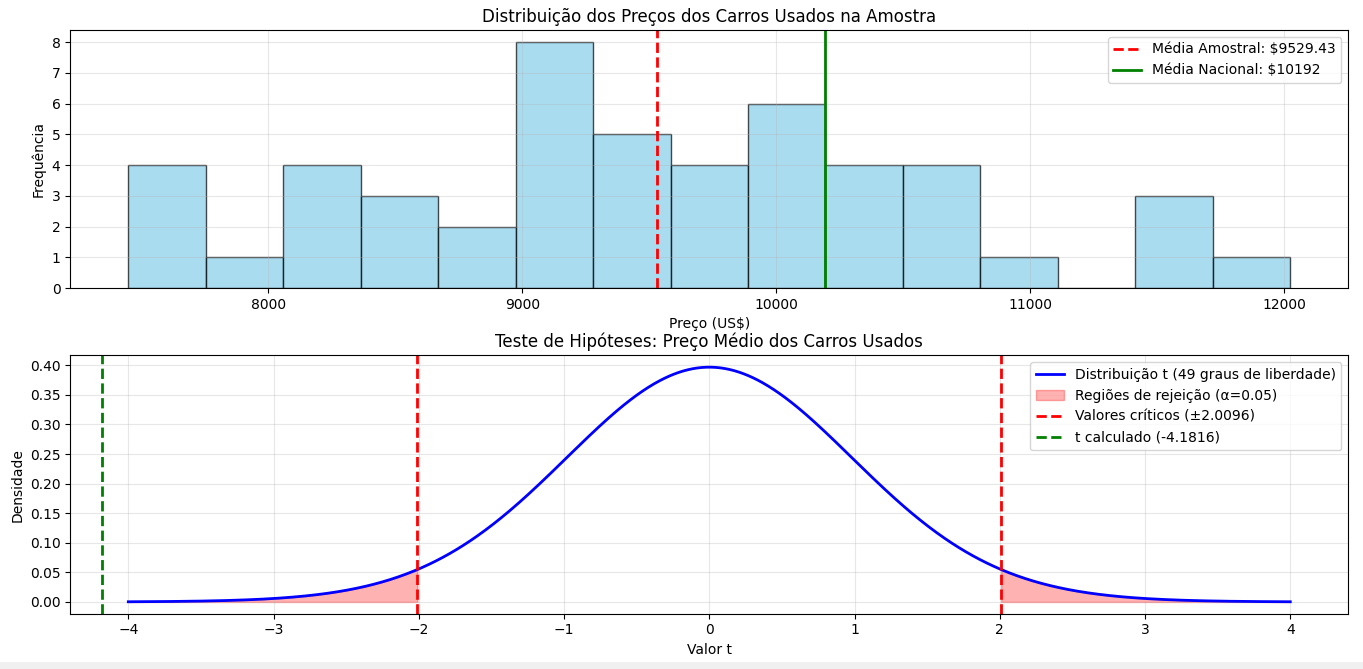 Distribuição dos Preços dos Carros Usados na Amostra
8
7
6
5
4
3
2
1
0
Frequência
Média Amostral: $9529.43
Média Nacional: $10192
8000 9000 10000 11000 12000
Preço (US$)
Teste de Hipóteses: Preço Médio dos Carros Usados
0.40
0.35
0.30
0.25
0.20
0.15
0.10
0.05
0.00
Densidade
Distribuição t (49 graus de liberdade)
Regiões de rejeição (α=0.05)
Valores críticos (±2.0096)
t calculado (-4.1816)
−4 −3 −2 −1 0 1 2 3 4
Valor t